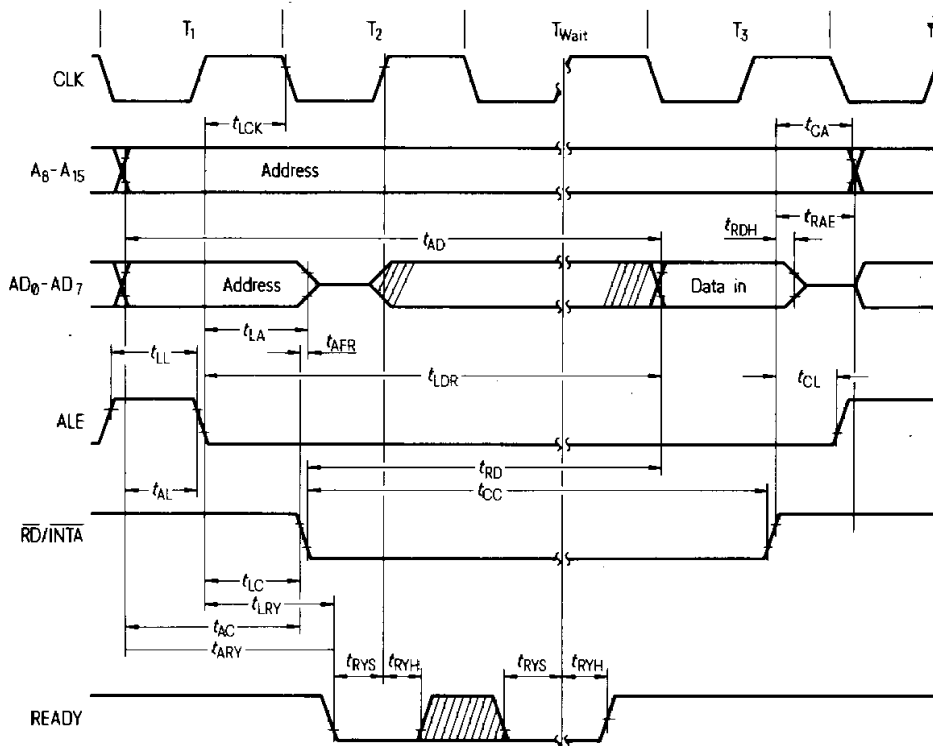 T1 T2 TWait T3 T
CLK
tLCK tCA
A8-A15 Address
tRDH tRAE
tAD
AD0-AD7 Address Data in
tLA tAFR
tLL tLDR tCL
ALE
tRD
tAL tCC
RD/INTA
tLC
tLRY
tAC
tARY
tRYS tRYH tRYS tRYH
READY